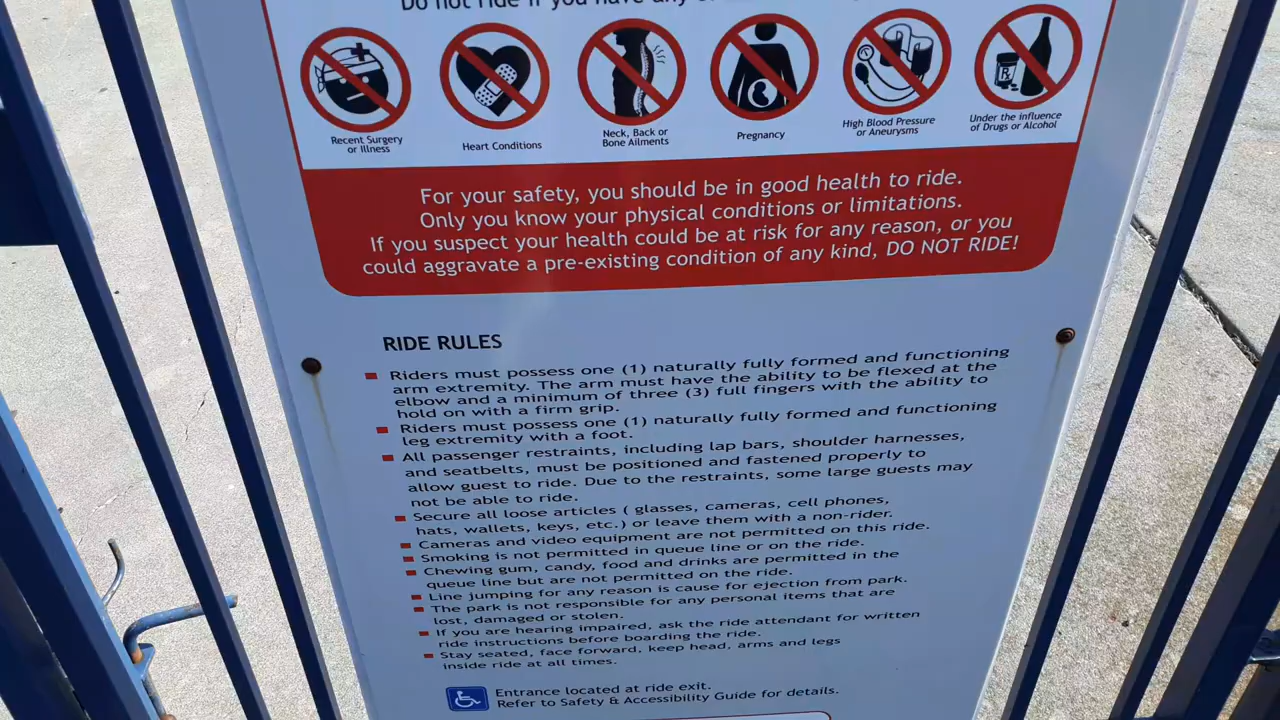 Do not ride if you have any
Recent Surgery
or Illness
Heart Conditions
Neck, Back or
Bone Ailments
Pregnancy
High Blood Pressure
or Aneurysms
Under the influence
of Drugs or Alcohol
For your safety, you should be in good health to ride.
Only you know your physical conditions or limitations.
If you suspect your health could be at risk for any reason, or you
could aggravate a pre-existing condition of any kind, DO NOT RIDE!
RIDE RULES
Riders must possess one (1) naturally fully formed and functioning
arm extremity. The arm must have the ability to be flexed at the
elbow and a minimum of three (3) full fingers with the ability to
hold on with a firm grip.
Riders must possess one (1) naturally fully formed and functioning
leg extremity with a foot.
All passenger restraints, including lap bars, shoulder harnesses,
and seatbelts, must be positioned and fastened properly to
allow guest to ride. Due to the restraints, some large guests may
not be able to ride.
Secure all loose articles ( glasses, cameras, cell phones,
hats, wallets, keys, etc.) or leave them with a non-rider.
Cameras and video equipment are not permitted on this ride.
Smoking is not permitted in queue line or on the ride.
Chewing gum, candy, food and drinks are permitted in the
queue line but are not permitted on the ride.
Line jumping for any reason is cause for ejection from park.
The park is not responsible for any personal items that are
lost, damaged or stolen.
If you are hearing impaired, ask the ride attendant for written
ride instructions before boarding the ride.
Stay seated, face forward, keep head, arms and legs
inside ride at all times.
Entrance located at ride exit.
Refer to Safety & Accessibility Guide for details.